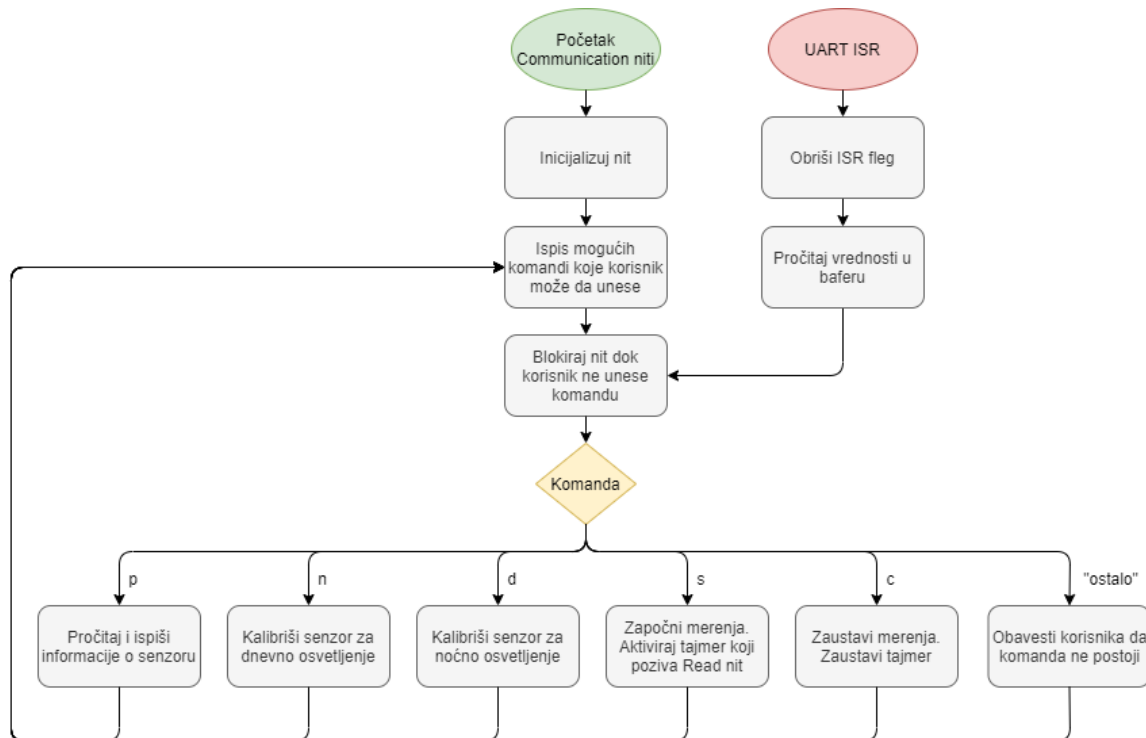 Početak
Communication niti
UART ISR
Inicijalizuj nit
Obriši ISR fleg
Ispis mogućih
komandi koje korisnik
može da unese
Pročitaj vrednosti u
baferu
Blokiraj nit dok
korisnik ne unese
komandu
Komanda
p
n
d
s
c
"ostalo"
Pročitaj i ispiši
informacije o senzoru
Kalibriši senzor za
dnevno osvetljenje
Kalibriši senzor za
noćno osvetljenje
Započni merenja.
Aktiviraj tajmer koji
poziva Read nit
Zaustavi merenja.
Zaustavi tajmer
Obavesti korisnika da
komanda ne postoji